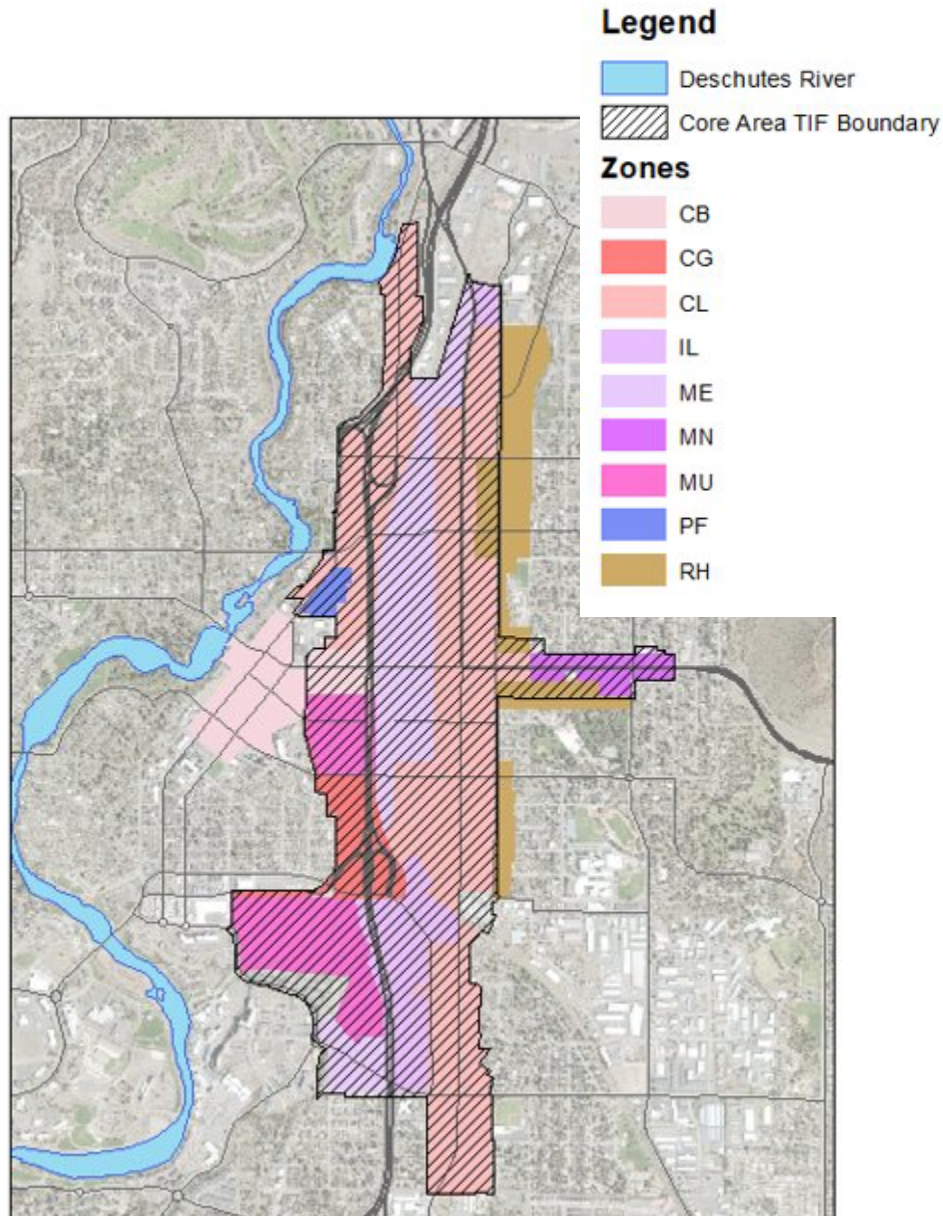 Legend
Deschutes River
Core Area TIF Boundary
Zones
CB
CG
CL
IL
ME
MN
MU
PF
RH